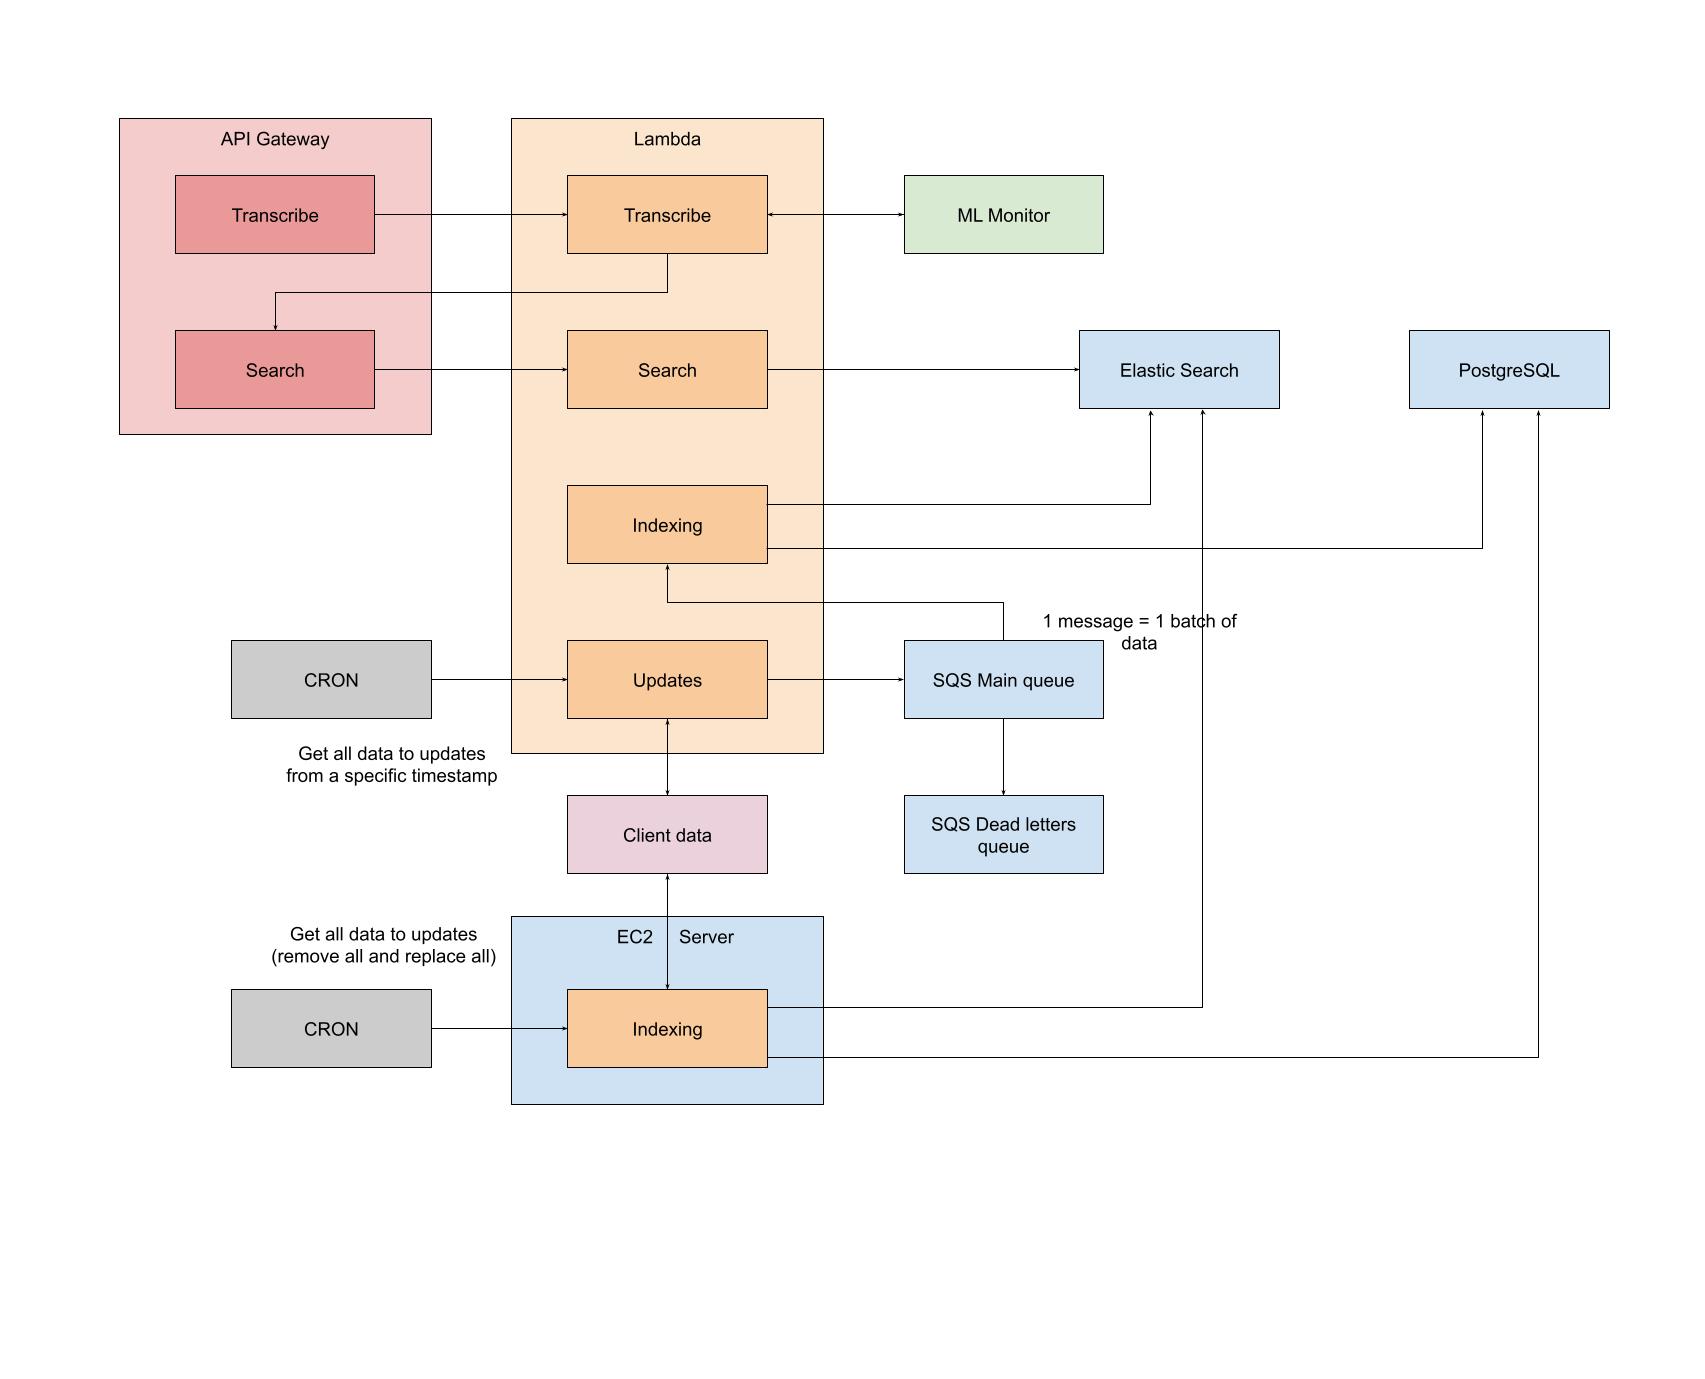 API Gateway
Lambda
Transcribe
Transcribe
ML Monitor
Search
Search
Elastic Search
PostgreSQL
Indexing
1 message = 1 batch of
data
CRON
Updates
SQS Main queue
Get all data to updates
from a specific timestamp
Client data
SQS Dead letters
queue
Get all data to updates
(remove all and replace all)
EC2 Server
CRON
Indexing